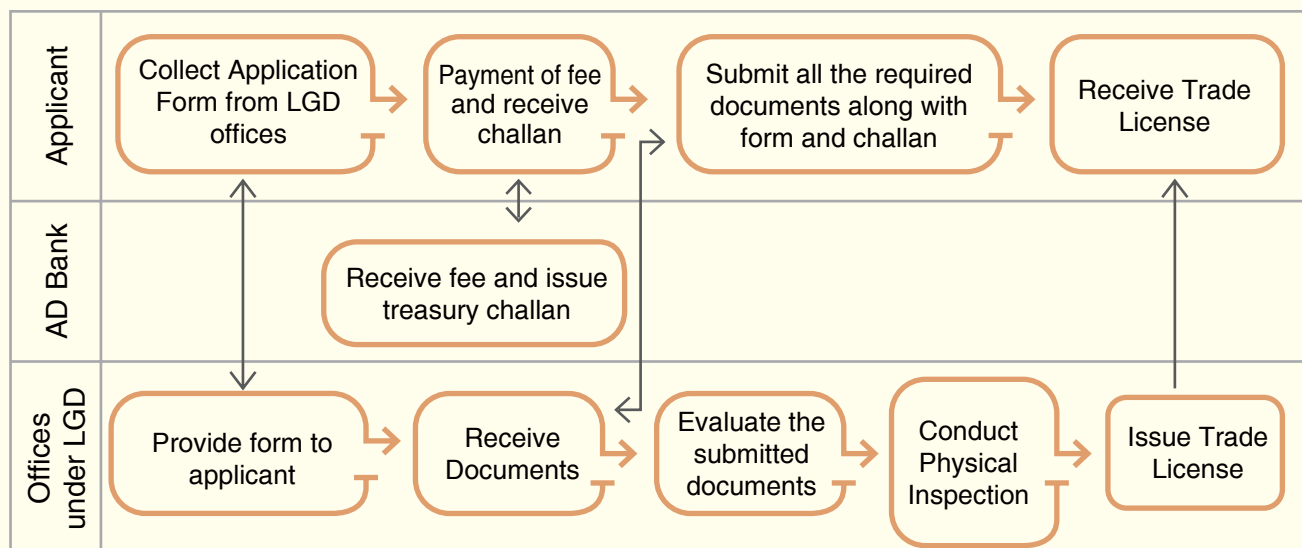 Applicant
Collect Application
Form from LGD
offices
Payment of fee
and receive
challan
Submit all the required
documents along with
form and challan
Receive Trade
License
AD Bank
Receive fee and issue
treasury challan
Offices
under LGD
Provide form to
applicant
Receive
Documents
Evaluate the
submitted
documents
Conduct
Physical
Inspection
Issue Trade
License